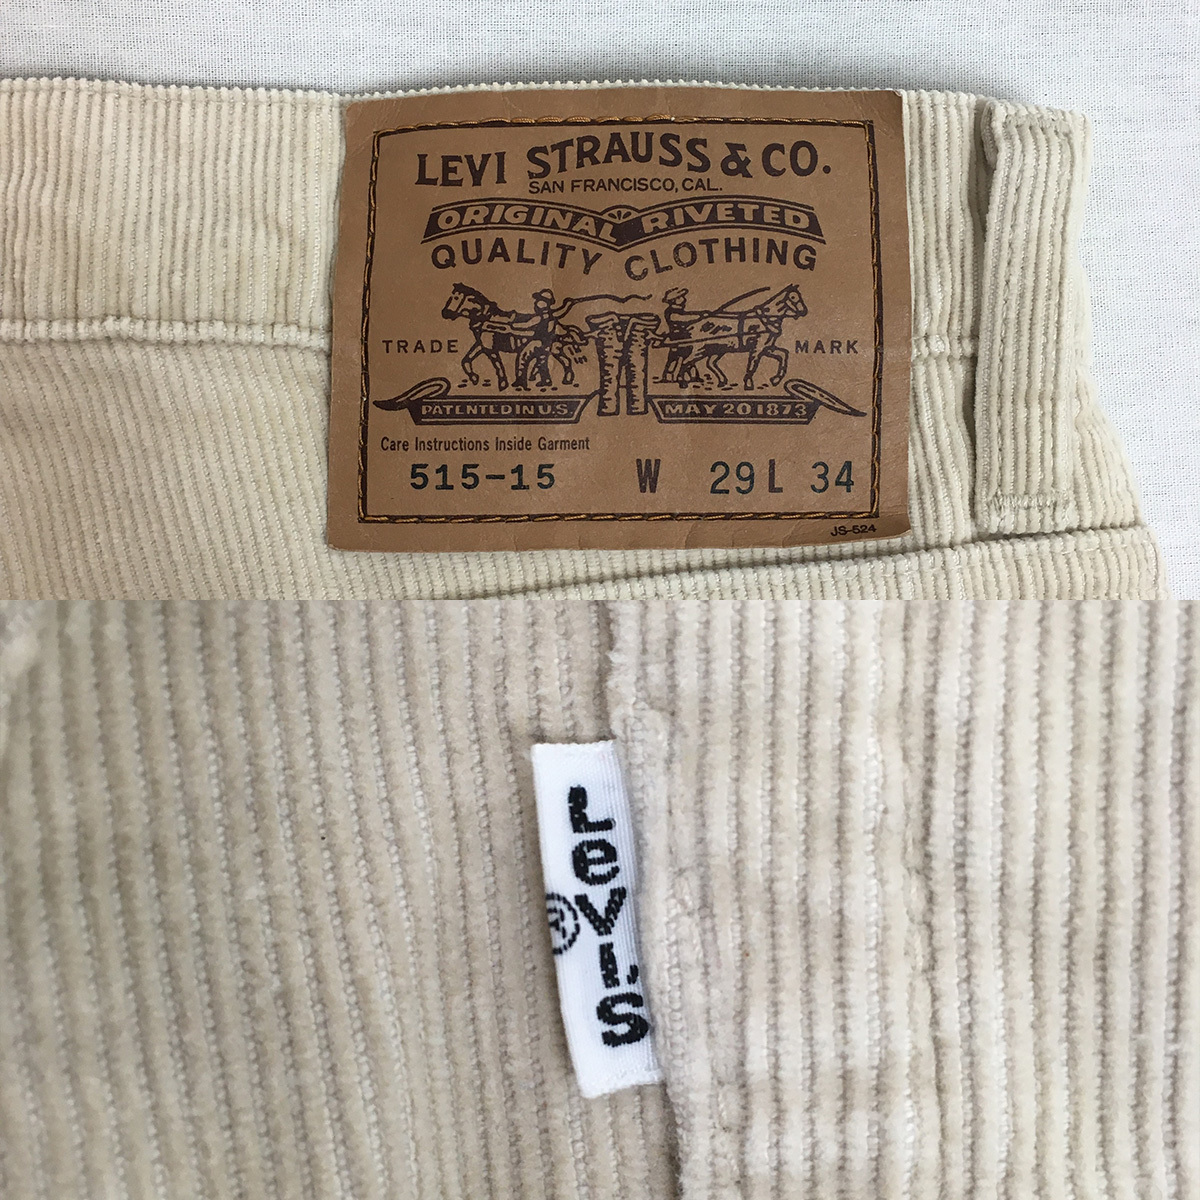 LEVI STRAUSS & CO.
SAN FRANCISCO, CAL.
ORIGINAL RIVETED
QUALITY CLOTHING
TRADE MARK
PATENTED IN U.S. MAY 20 1873
Care Instructions Inside Garment
515-15 W 29 L 34
JS-524
LeVI'S
®